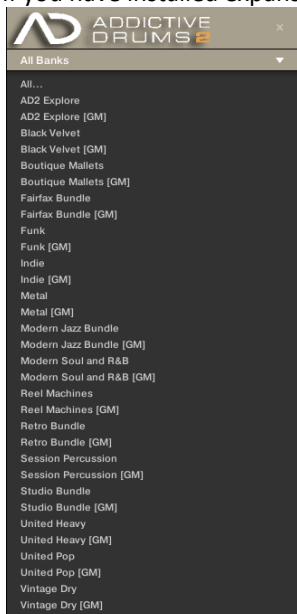 ADDICTIVE
DRUMS 2
All Banks
All...
AD2 Explore
AD2 Explore [GM]
Black Velvet
Black Velvet [GM]
Boutique Mallets
Boutique Mallets [GM]
Fairfax Bundle
Fairfax Bundle [GM]
Funk
Funk [GM]
Indie
Indie [GM]
Metal
Metal [GM]
Modern Jazz Bundle
Modern Jazz Bundle [GM]
Modern Soul and R&B
Modern Soul and R&B [GM]
Reel Machines
Reel Machines [GM]
Retro Bundle
Retro Bundle [GM]
Session Percussion
Session Percussion [GM]
Studio Bundle
Studio Bundle [GM]
United Heavy
United Heavy [GM]
United Pop
United Pop [GM]
Vintage Dry
Vintage Dry [GM]